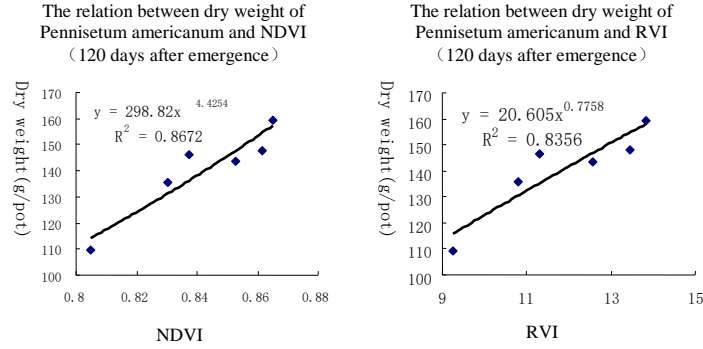 The relation between dry weight of
Pennisetum americanum and NDVI
（120 days after emergence）
Dry weight(g/pot)
170
160
150
140
130
120
110
100
y = 298.82x^4.4254
R^2 = 0.8672
0.8 0.82 0.84 0.86 0.88
NDVI
The relation between dry weight of
Pennisetum americanum and RVI
（120 days after emergence）
Dry weight(g/pot)
170
160
150
140
130
120
110
100
y = 20.605x^0.7758
R^2 = 0.8356
9 11 13 15
RVI